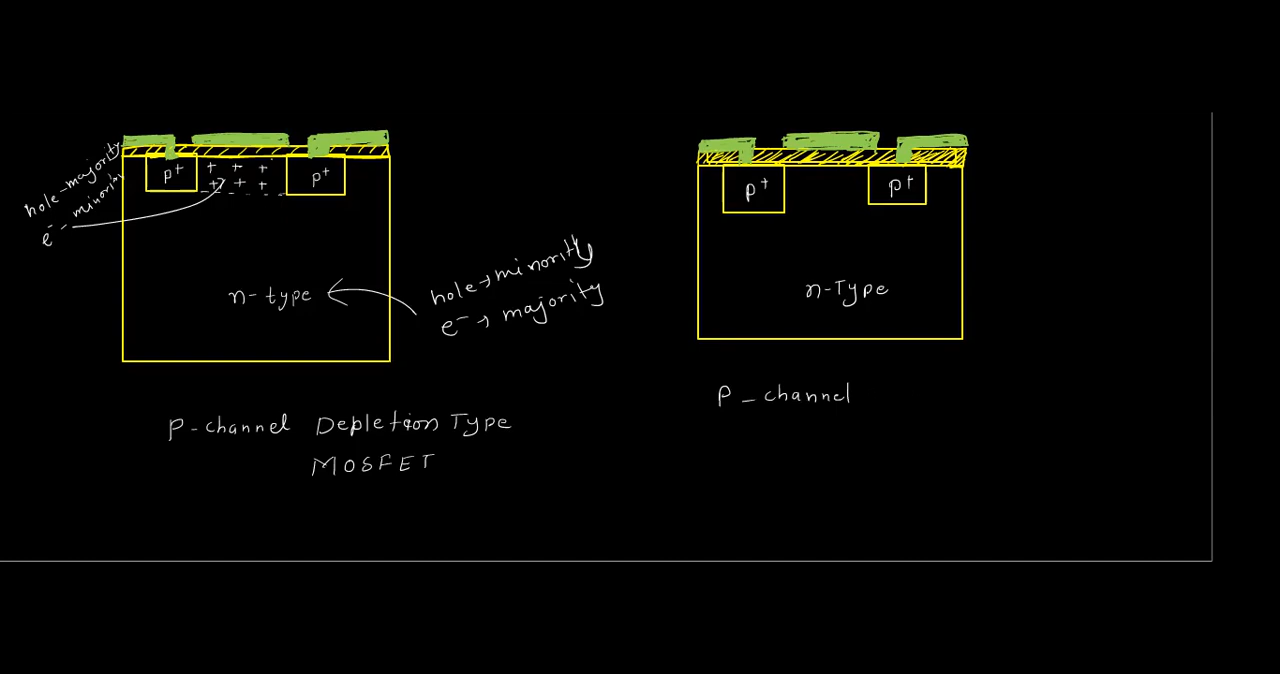 hole-majority
e⁻ - minority
p+
+ + +
+ + +
p+
n-type
hole → minority
e⁻ → majority
P-channel Depletion Type
MOSFET
p+
p+
n-Type
P-channel